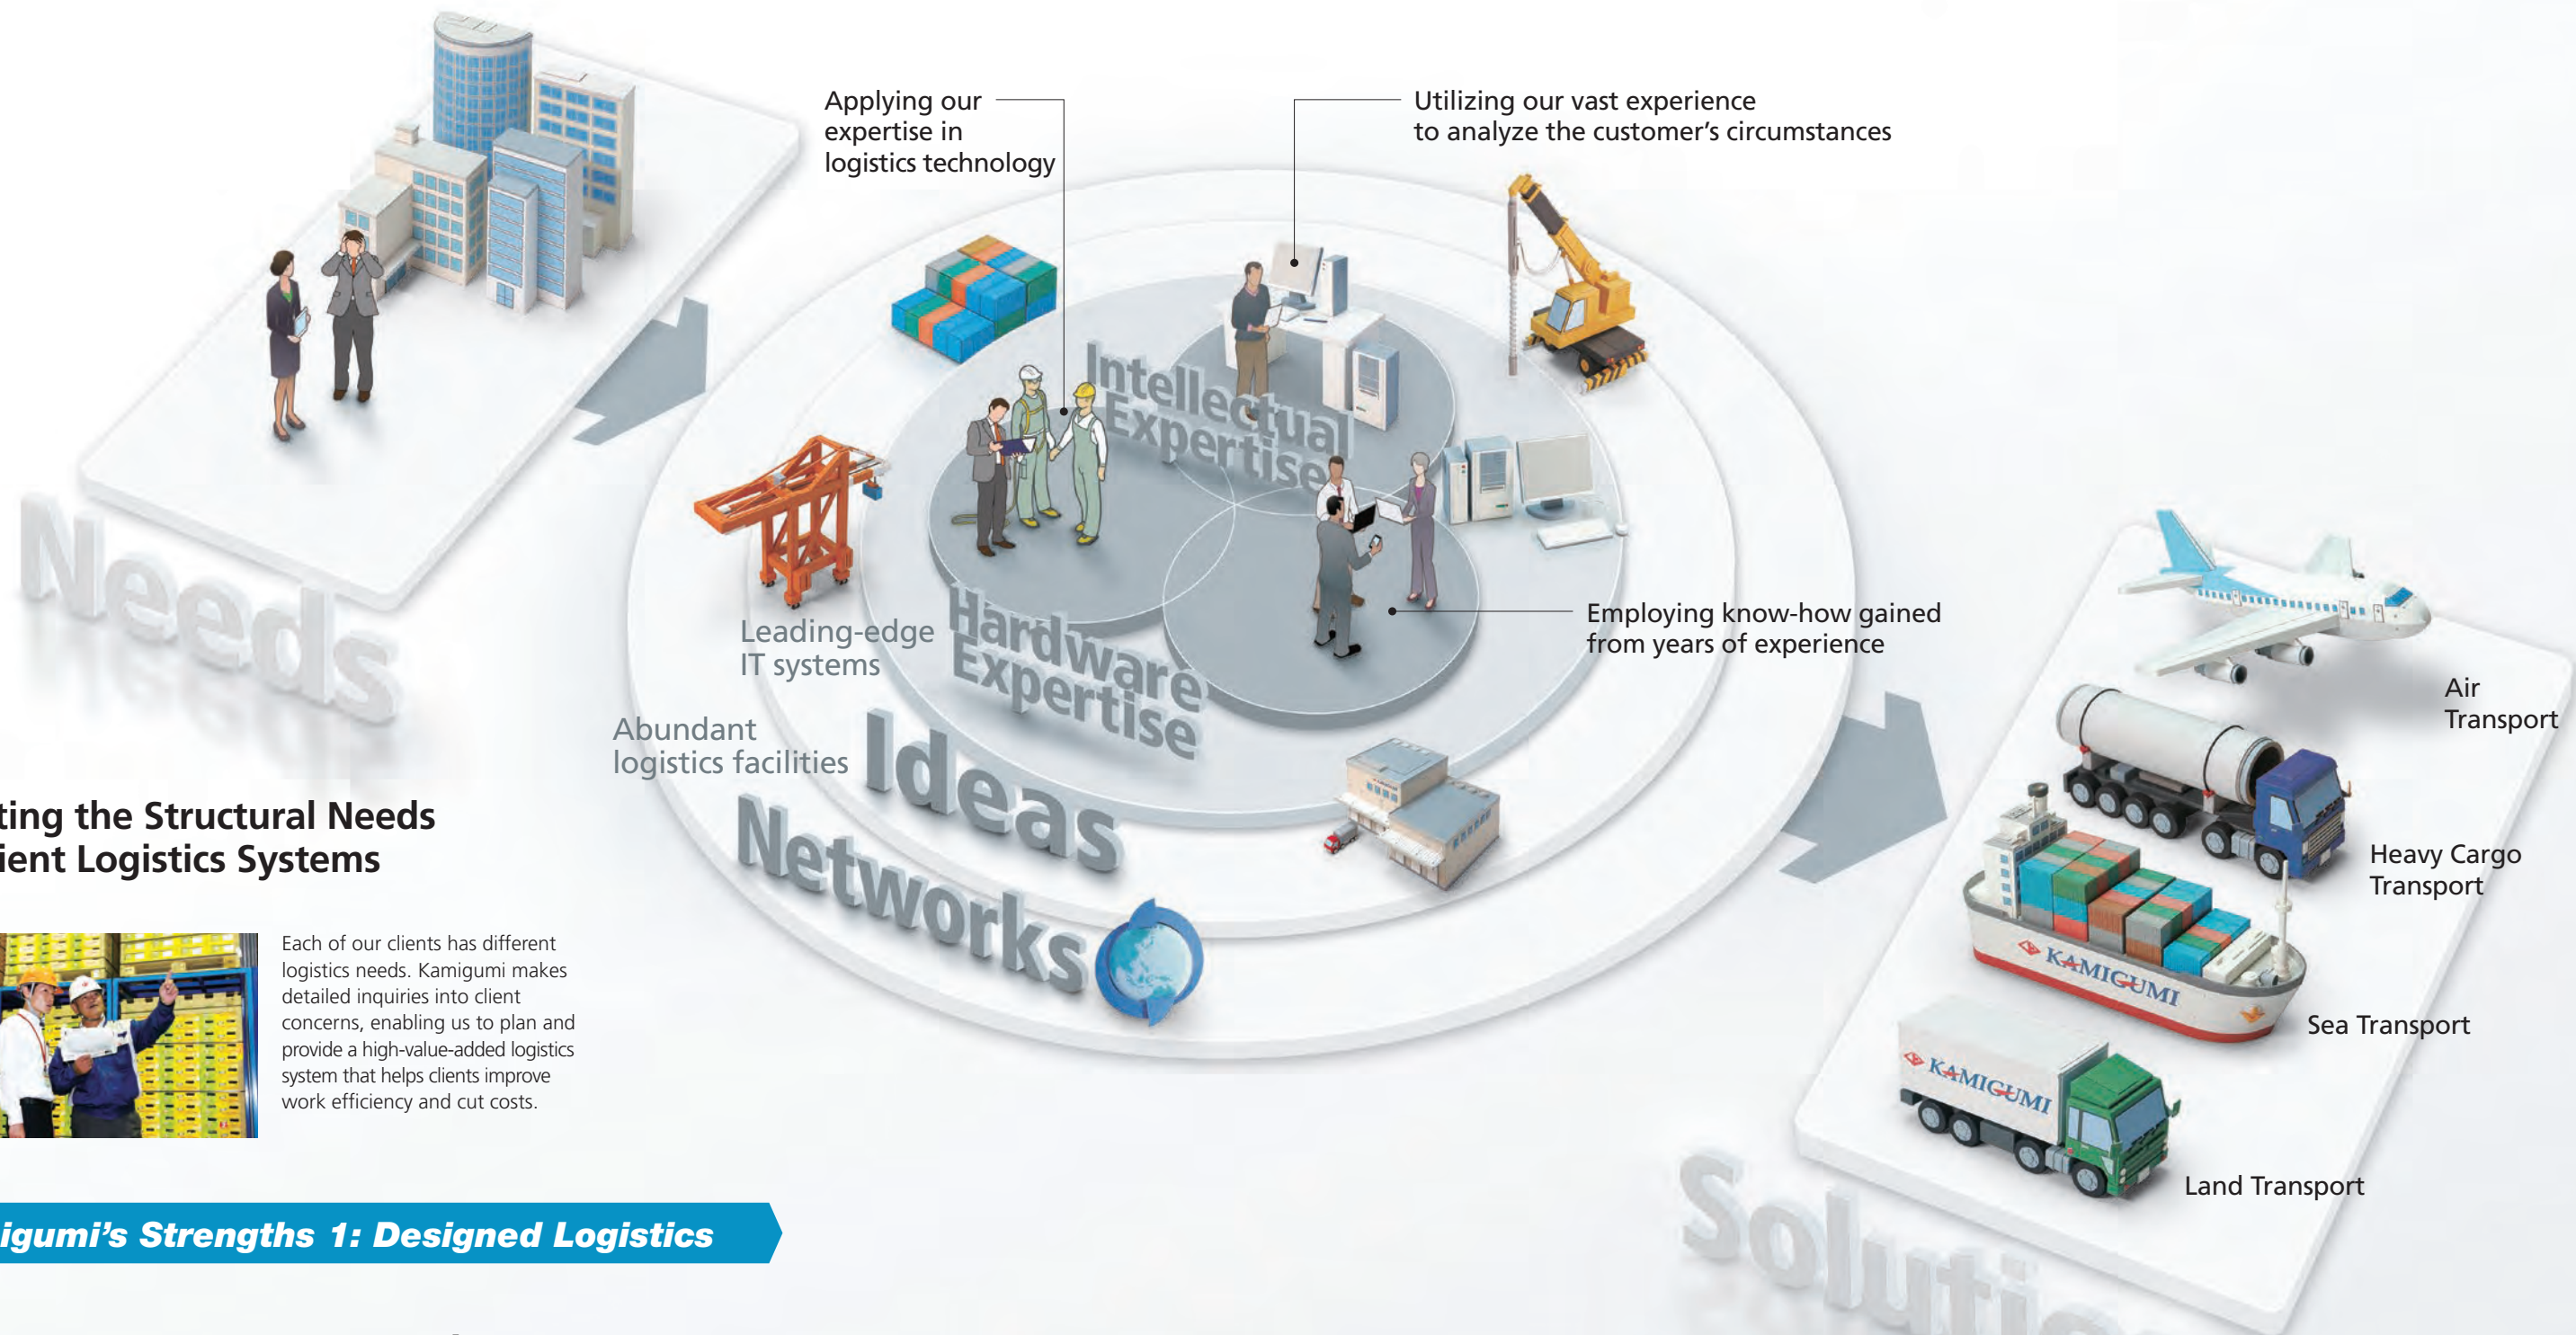 Applying our
expertise in
logistics technology
Utilizing our vast experience
to analyze the customer's circumstances
Intellectual
Expertise
Needs
Leading-edge
IT systems
Hardware
Expertise
Employing know-how gained
from years of experience
Abundant
logistics facilities
Ideas
Networks
Air
Transport
Heavy Cargo
Transport
KAMIGUMI
Sea Transport
KAMIGUMI
Land Transport
ting the Structural Needs
ient Logistics Systems
Each of our clients has different
logistics needs. Kamigumi makes
detailed inquiries into client
concerns, enabling us to plan and
provide a high-value-added logistics
system that helps clients improve
work efficiency and cut costs.
igumi's Strengths 1: Designed Logistics
Soluti